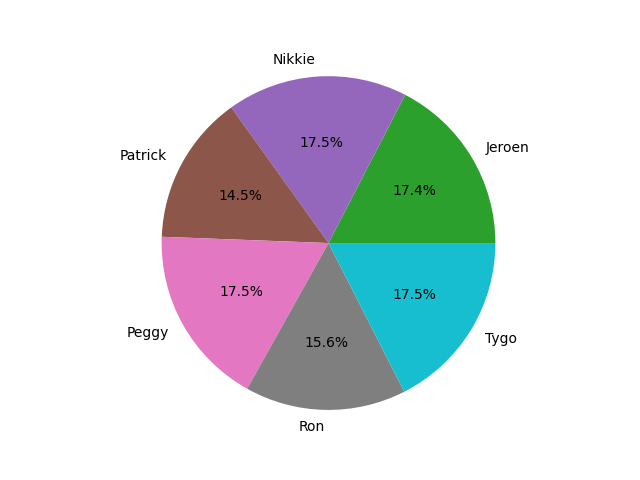 Nikkie
Jeroen
Patrick
17.5%
17.4%
14.5%
17.5%
17.5%
Peggy
15.6%
Tygo
Ron